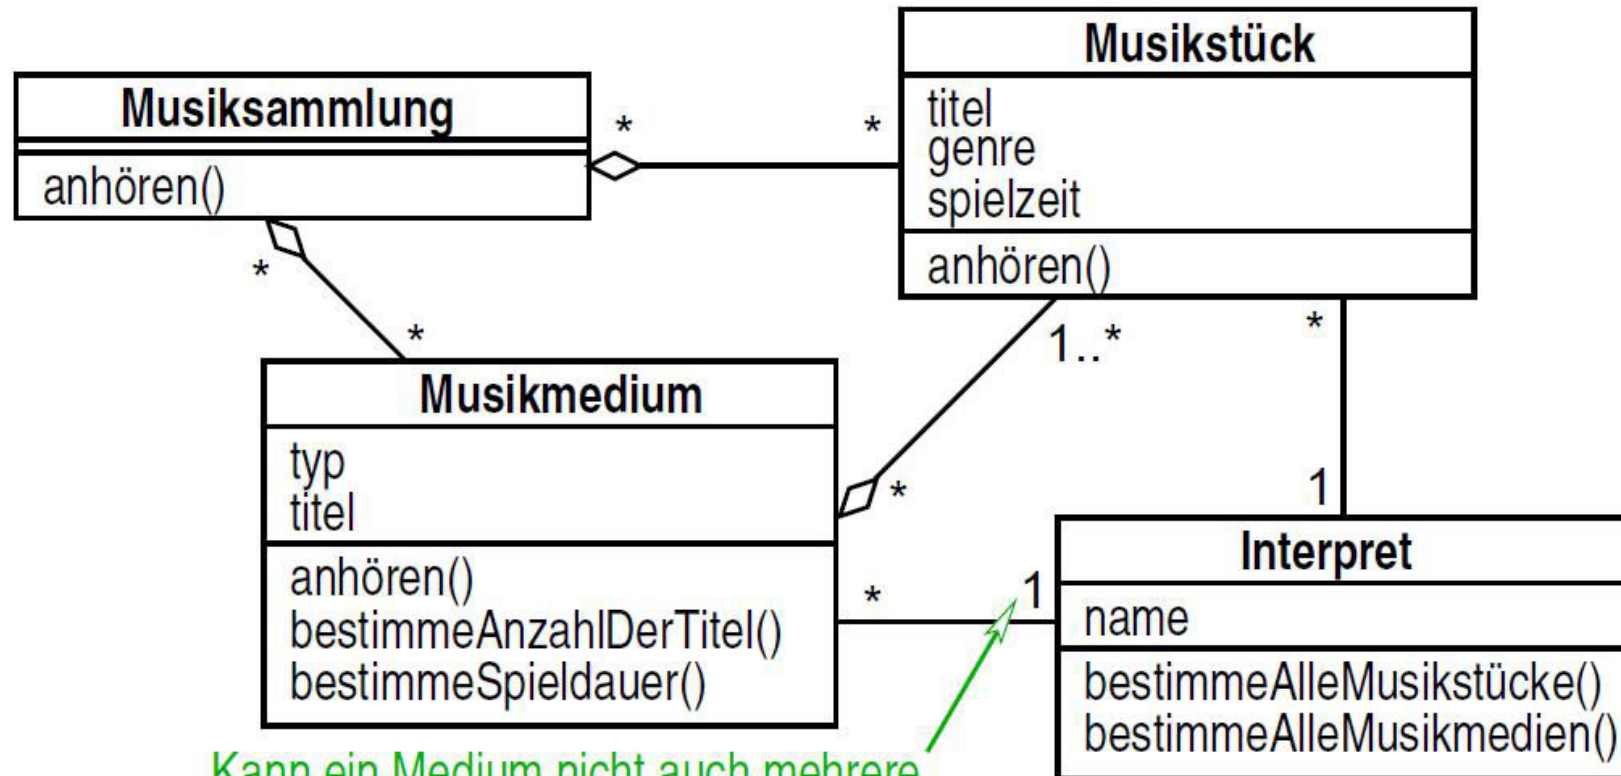 Musiksammlung
anhören()
*
*
Musikstück
titel
genre
spielzeit
anhören()
*
*
1..*
*
*
1
Musikmedium
typ
titel
anhören()
bestimmeAnzahlDerTitel()
bestimmeSpieldauer()
*
1
Interpret
name
bestimmeAlleMusikstücke()
bestimmeAlleMusikmedien()
Kann ein Medium nicht auch mehrere